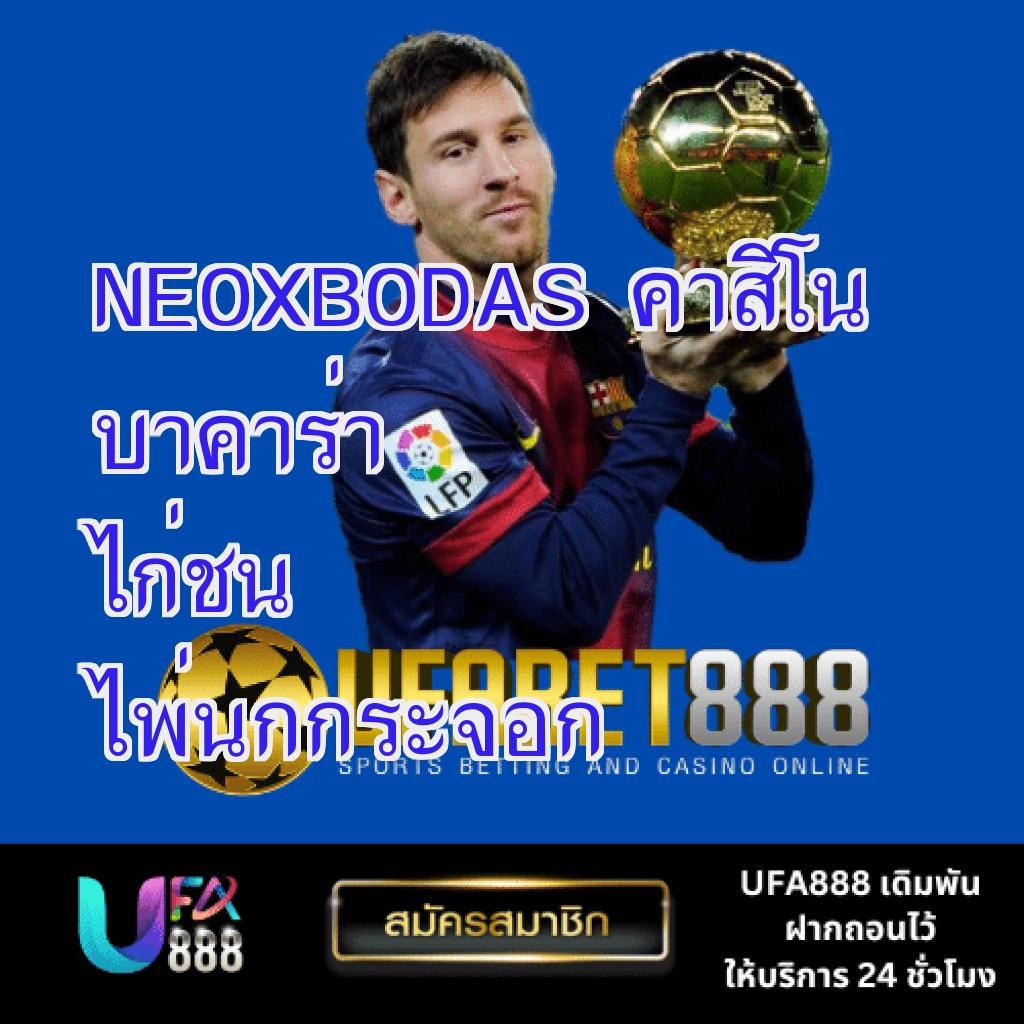 NEOXBODAS คาสิโน
บาคาร่า
LFP
ไก่ชน
ไพ่นกกระจอก
UFABET888
SPORTS BETTING AND CASINO ONLINE
UFA
888
สมัครสมาชิก
UFA888 เดิมพัน
ฝากถอนไว้
ให้บริการ 24 ชั่วโมง